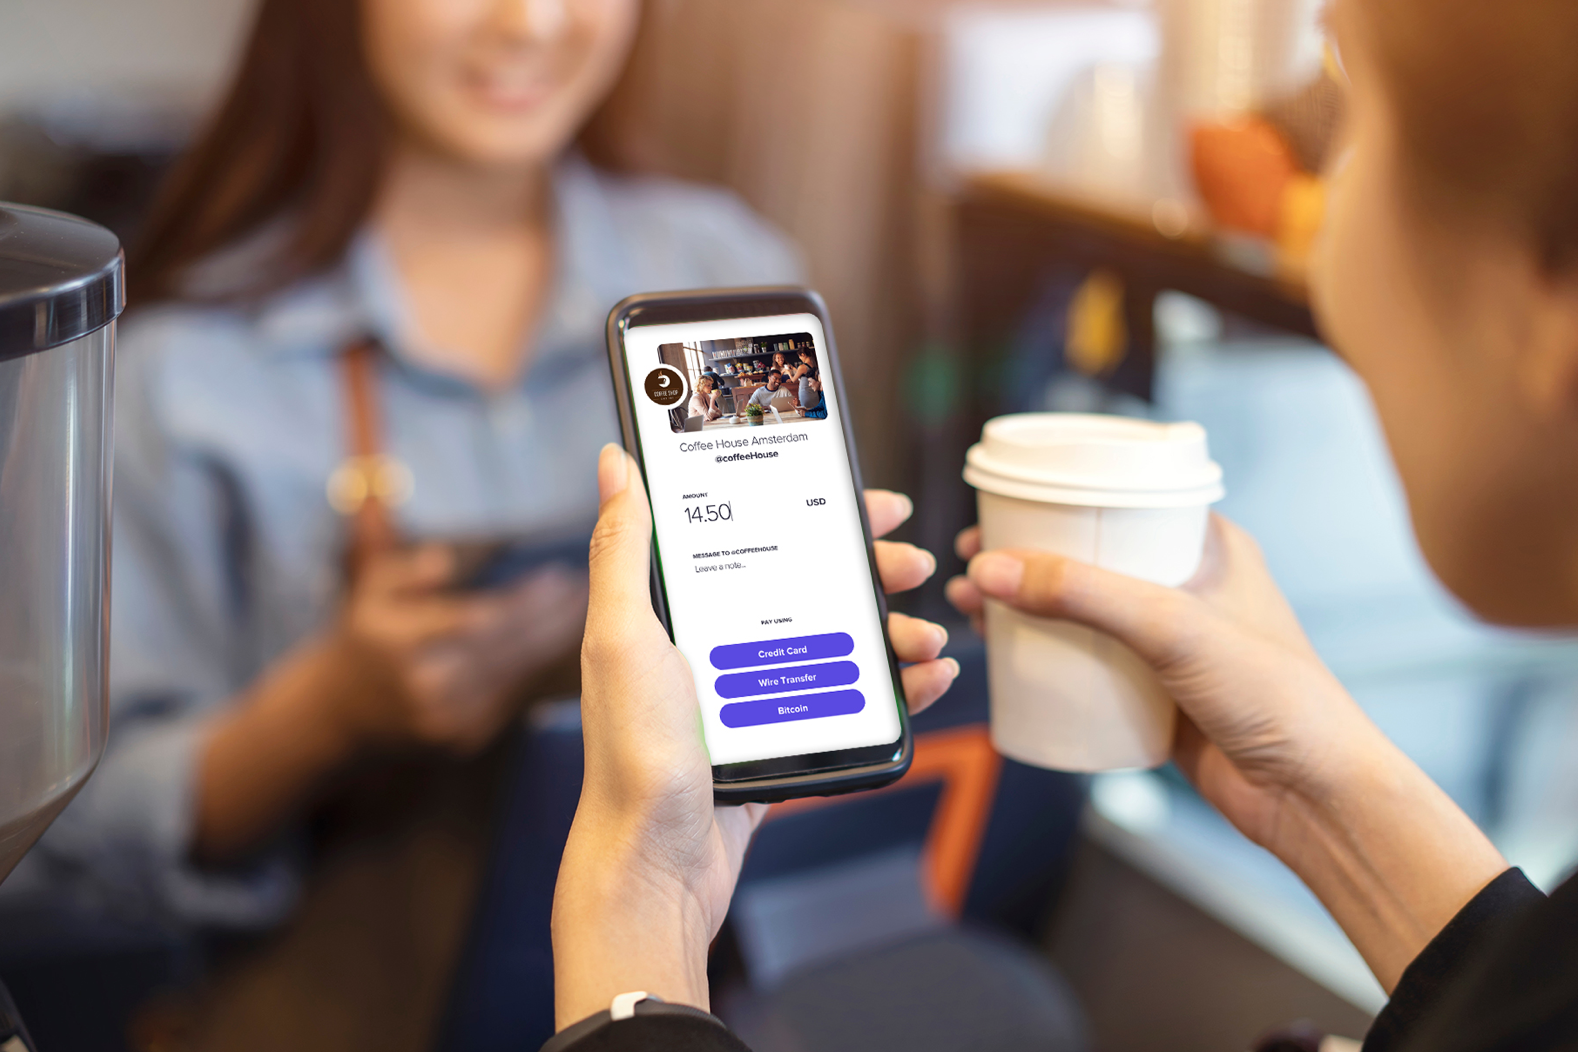 COFFEE SHOP
Coffee House Amsterdam
@coffeeHouse
AMOUNT
14.50
USD
MESSAGE TO @COFFEEHOUSE
Leave a note...
PAY USING
Credit Card
Wire Transfer
Bitcoin